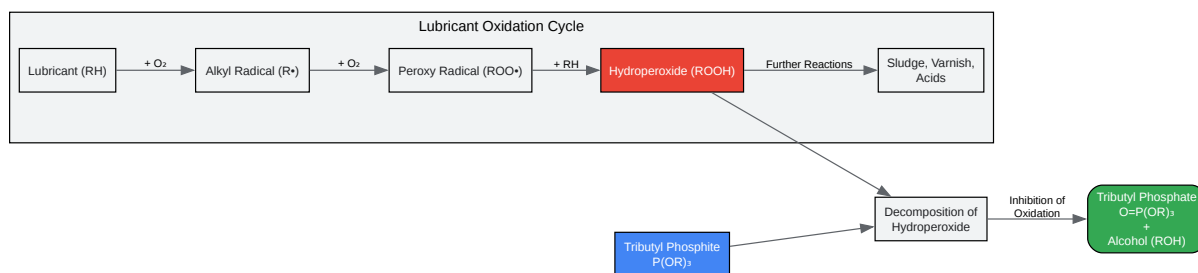 Lubricant Oxidation Cycle
Lubricant (RH)
+ O₂
Alkyl Radical (R•)
+ O₂
Peroxy Radical (ROO•)
+ RH
Hydroperoxide (ROOH)
Further Reactions
Sludge, Varnish,
Acids
Tributyl Phosphite
P(OR)₃
Decomposition of
Hydroperoxide
Inhibition of
Oxidation
Tributyl Phosphate
O=P(OR)₃
+
Alcohol (ROH)